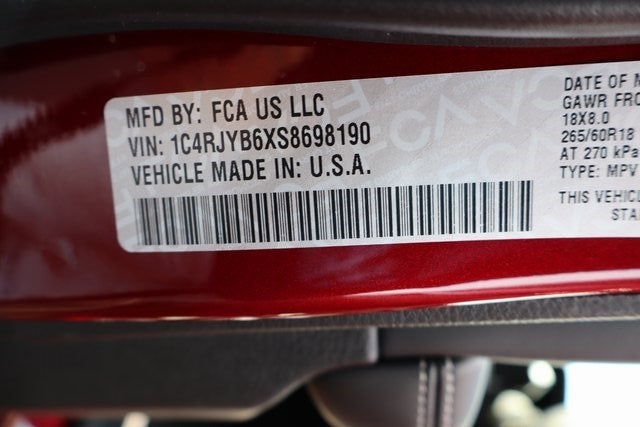 MFD BY: FCA US LLC
VIN: 1C4RJYB6XS8698190
VEHICLE MADE IN: U.S.A.
DATE OF M
GAWR FRO
18X8.0
265/60R18
AT 270 kPa
TYPE: MPV
THIS VEHICL
STA